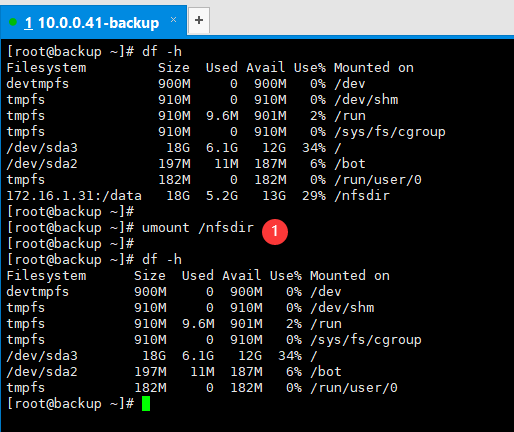 1 10.0.0.41-backup × +
[root@backup ~]# df -h
Filesystem Size Used Avail Use% Mounted on
devtmpfs 900M 0 900M 0% /dev
tmpfs 910M 0 910M 0% /dev/shm
tmpfs 910M 9.6M 901M 2% /run
tmpfs 910M 0 910M 0% /sys/fs/cgroup
/dev/sda3 18G 6.1G 12G 34% /
/dev/sda2 197M 11M 187M 6% /bot
tmpfs 182M 0 182M 0% /run/user/0
172.16.1.31:/data 18G 5.2G 13G 29% /nfsdir
[root@backup ~]#
[root@backup ~]# umount /nfsdir 1
[root@backup ~]#
[root@backup ~]# df -h
Filesystem Size Used Avail Use% Mounted on
devtmpfs 900M 0 900M 0% /dev
tmpfs 910M 0 910M 0% /dev/shm
tmpfs 910M 9.6M 901M 2% /run
tmpfs 910M 0 910M 0% /sys/fs/cgroup
/dev/sda3 18G 6.1G 12G 34% /
/dev/sda2 197M 11M 187M 6% /bot
tmpfs 182M 0 182M 0% /run/user/0
[root@backup ~]#